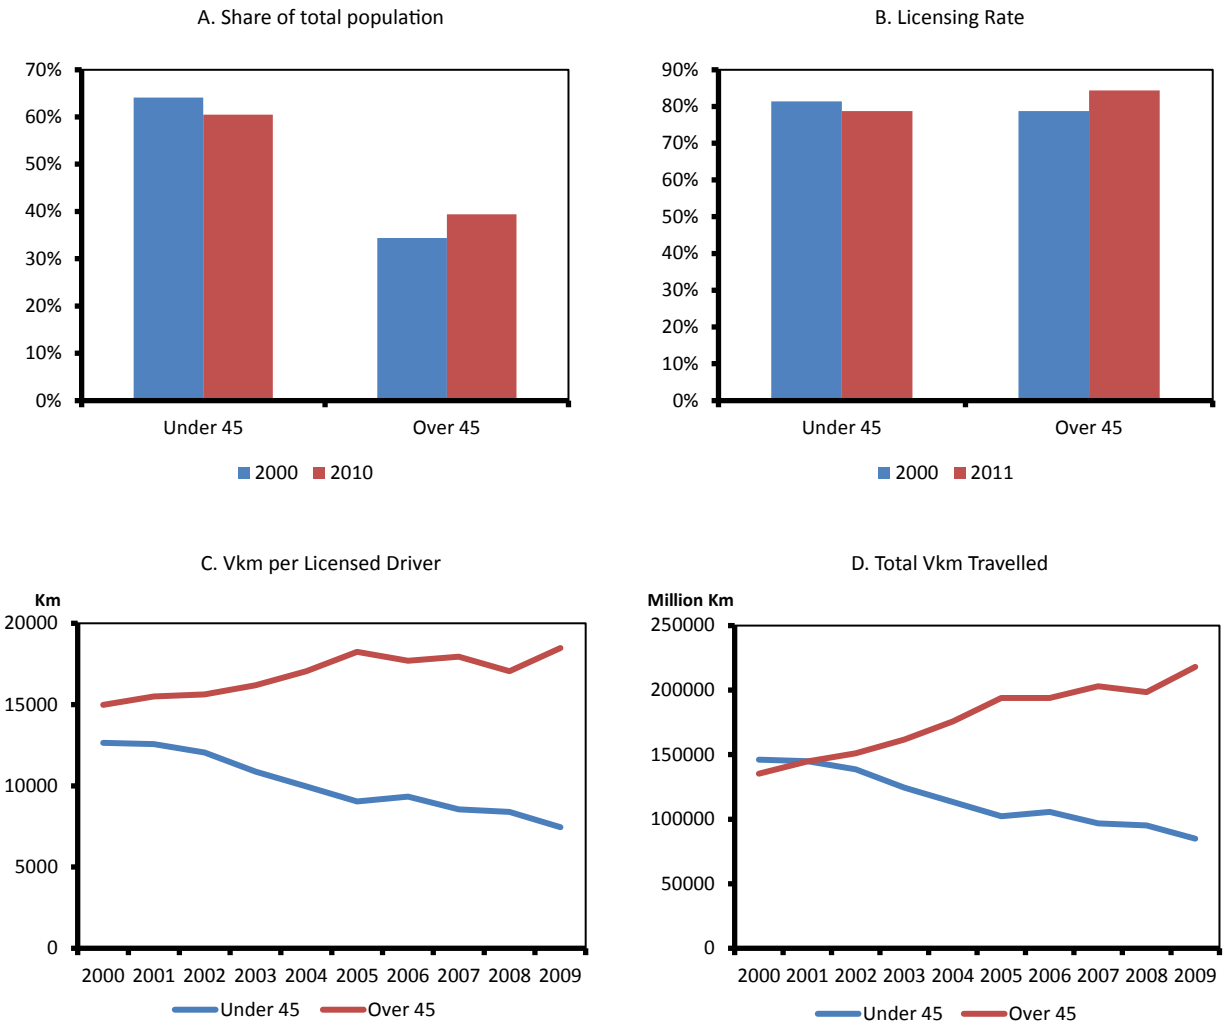 A. Share of total population
70%
60%
50%
40%
30%
20%
10%
0%
Under 45 Over 45
2000 2010
B. Licensing Rate
90%
80%
70%
60%
50%
40%
30%
20%
10%
0%
Under 45 Over 45
2000 2011
C. Vkm per Licensed Driver
Km
20000
15000
10000
5000
0
2000 2001 2002 2003 2004 2005 2006 2007 2008 2009
Under 45 Over 45
D. Total Vkm Travelled
Million Km
250000
200000
150000
100000
50000
0
2000 2001 2002 2003 2004 2005 2006 2007 2008 2009
Under 45 Over 45